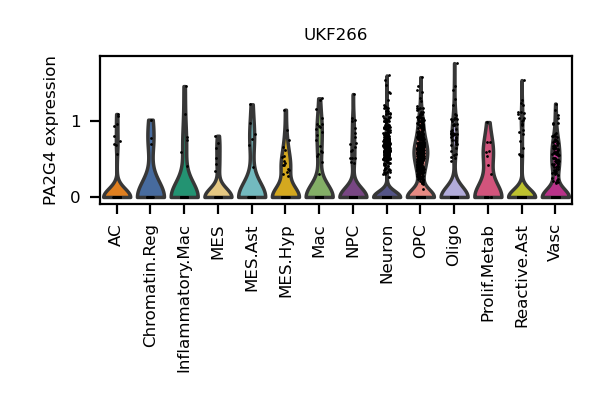 UKF266
PA2G4 expression
1
0
AC
Chromatin.Reg
Inflammatory.Mac
MES
MES.Ast
MES.Hyp
Mac
NPC
Neuron
OPC
Oligo
Prolif.Metab
Reactive.Ast
Vasc